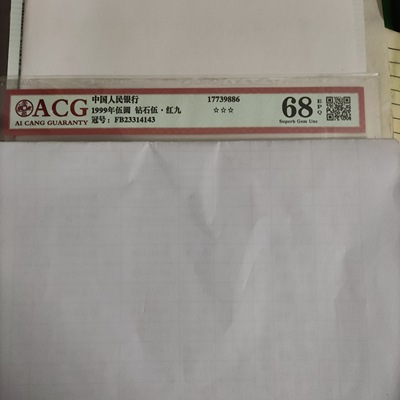 ACG
AI CANG GUARANTY
中国人民银行
1999年伍圆 钻石伍·红九
冠号: FB23314143
17739886
☆☆☆
68 EPQ
Superb Gem Unc